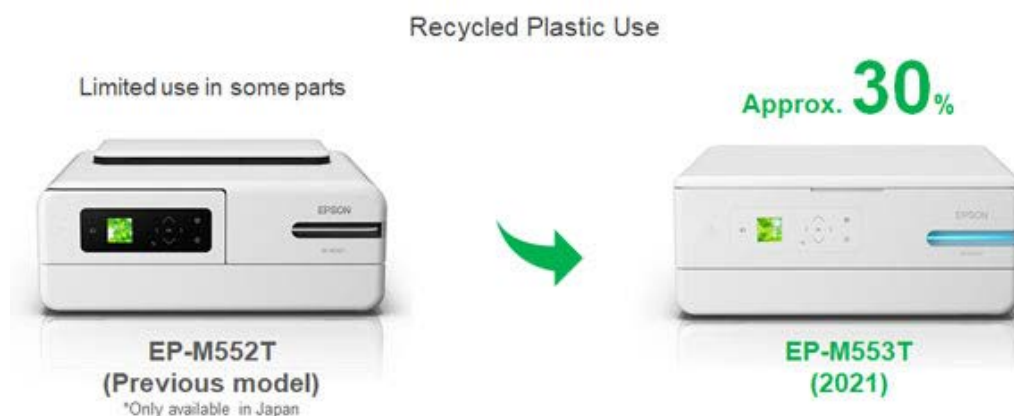 Recycled Plastic Use
Limited use in some parts
Approx. 30%
EPSON
EPSON
EP-M552T
(Previous model)
*Only available in Japan
EP-M553T
(2021)